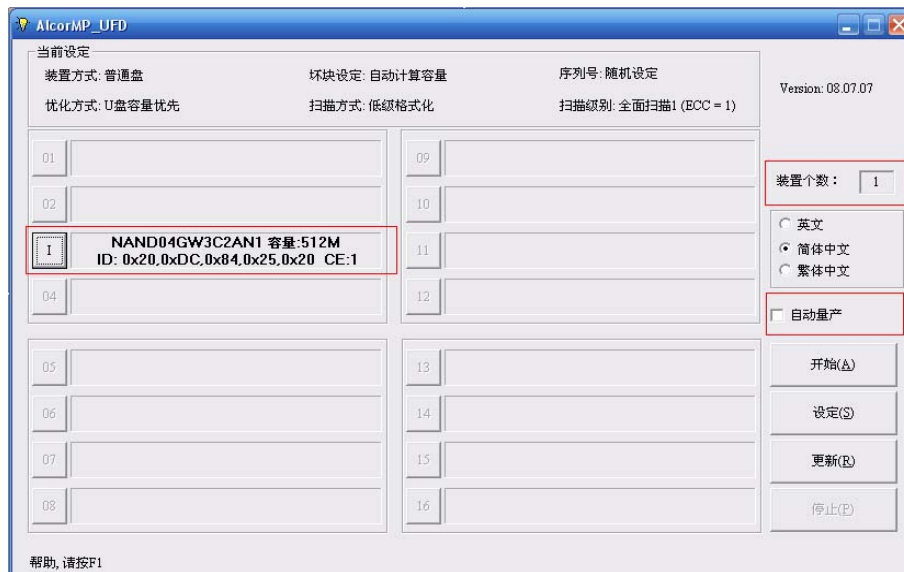 AlcorMP_UFD
当前设定
装置方式: 普通盘
坏块设定: 自动计算容量
序列号: 随机设定
优化方式: U盘容量优先
扫描方式: 低级格式化
扫描级别: 全面扫描1 (ECC = 1)
Version: 08.07.07
01
09
02
10
装置个数：
1
I
NAND04GW3C2AN1 容量:512M
ID: 0x20,0xDC,0x84,0x25,0x20 CE:1
11
英文
简体中文
繁体中文
04
12
自动量产
05
13
开始(A)
06
14
设定(S)
07
15
更新(R)
08
16
停止(P)
帮助, 请按F1